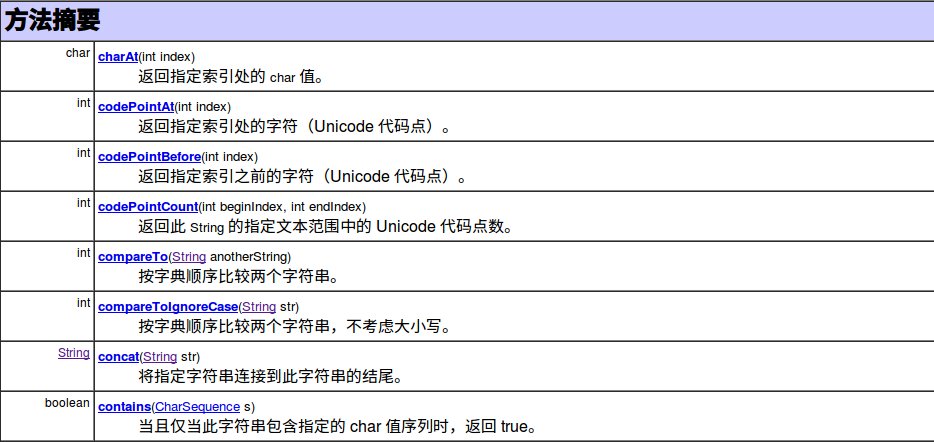 方法摘要
char charAt(int index)
返回指定索引处的 char 值。
int codePointAt(int index)
返回指定索引处的字符（Unicode 代码点）。
int codePointBefore(int index)
返回指定索引之前的字符（Unicode 代码点）。
int codePointCount(int beginIndex, int endIndex)
返回此 String 的指定文本范围中的 Unicode 代码点数。
int compareTo(String anotherString)
按字典顺序比较两个字符串。
int compareToIgnoreCase(String str)
按字典顺序比较两个字符串，不考虑大小写。
String concat(String str)
将指定字符串连接到此字符串的结尾。
boolean contains(CharSequence s)
当且仅当此字符串包含指定的 char 值序列时，返回 true。